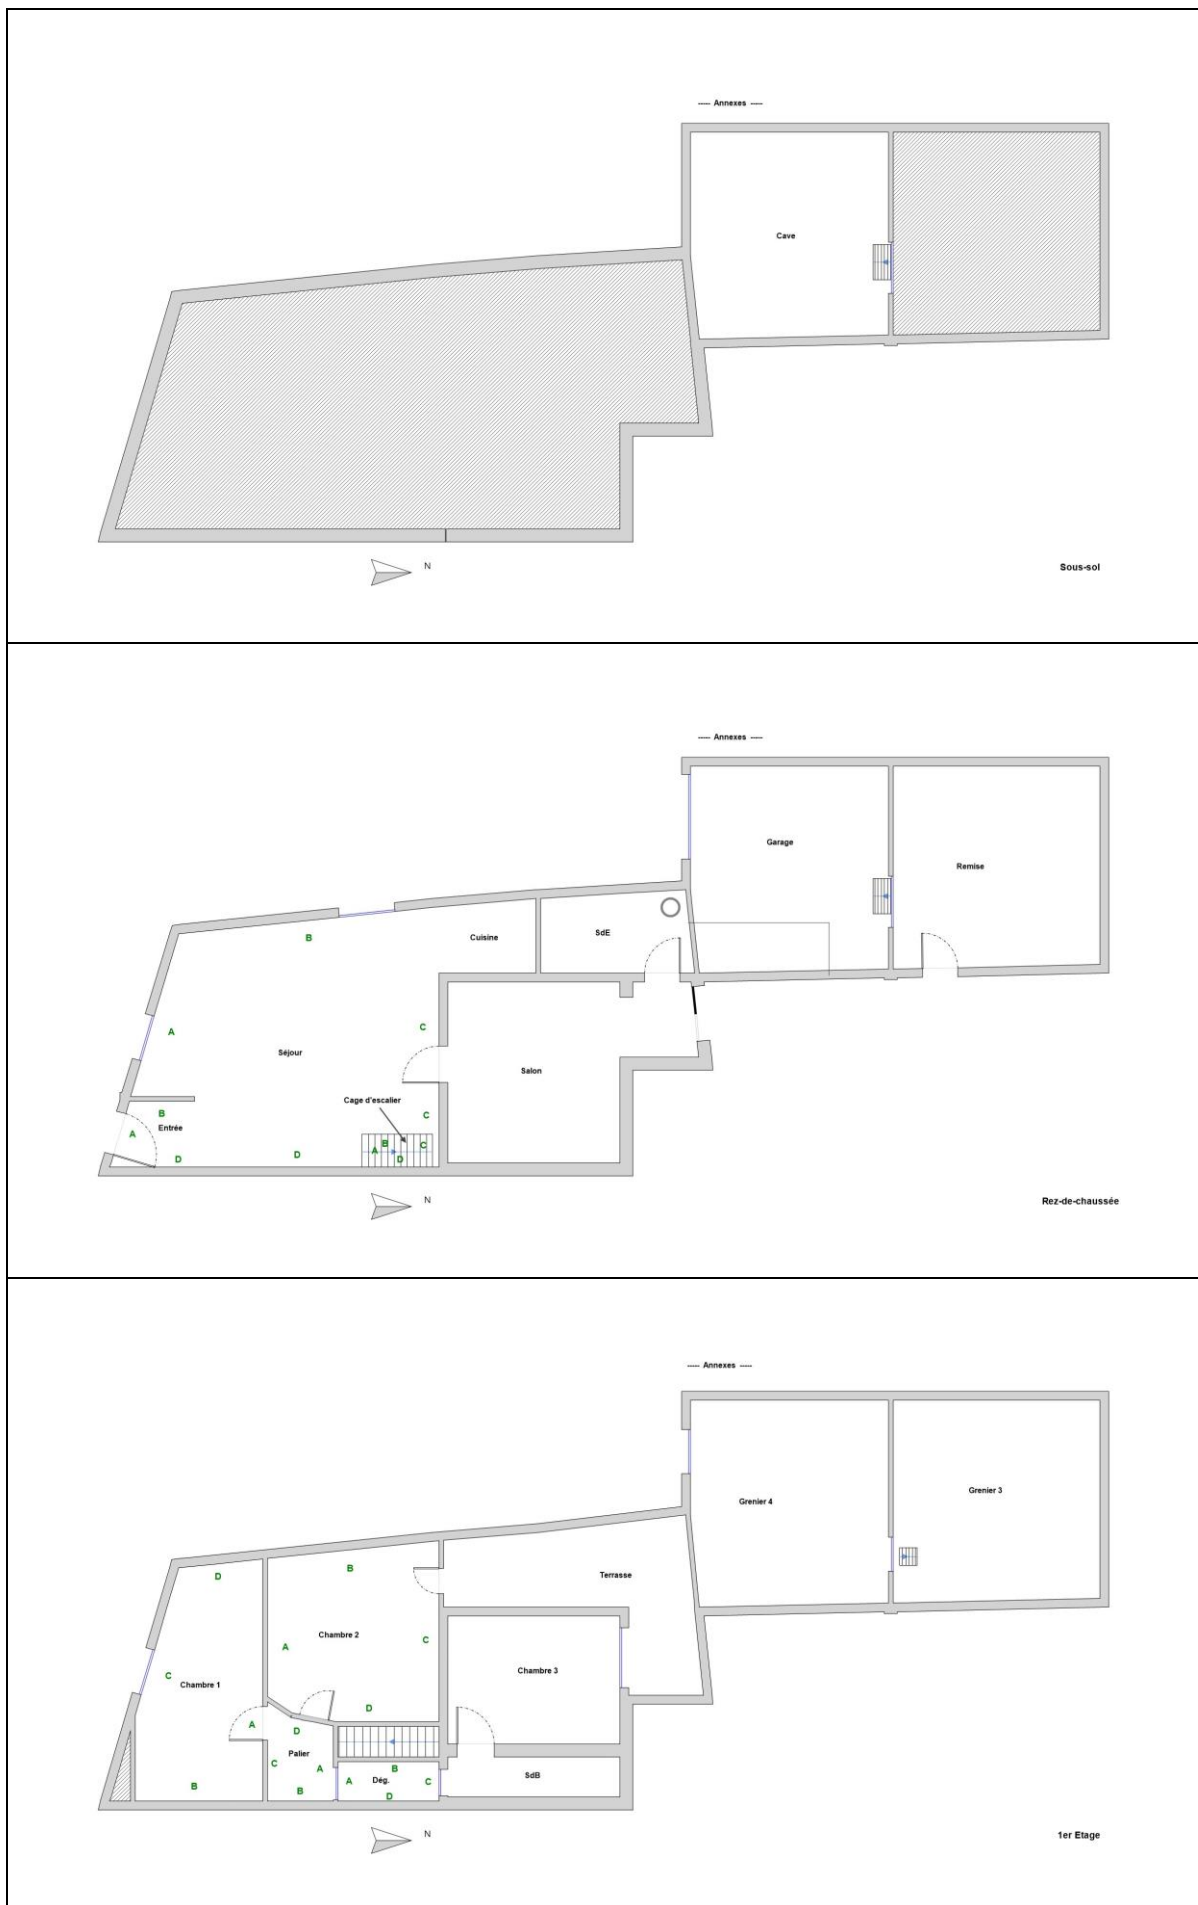 ----- Annexes -----
Cave
N
Sous-sol
----- Annexes -----
Garage
Remise
B
Cuisine
SdE
A
C
Séjour
Salon
Cage d'escalier
B
C
Entrée
A
B
C
A
D
D
D
N
Rez-de-chaussée
----- Annexes -----
Grenier 3
Grenier 4
D
B
Terrasse
Chambre 2
C
A
C
Chambre 3
Chambre 1
D
A
D
Palier
C
A
B
SdB
A
Dég.
C
B
B
D
N
1er Etage